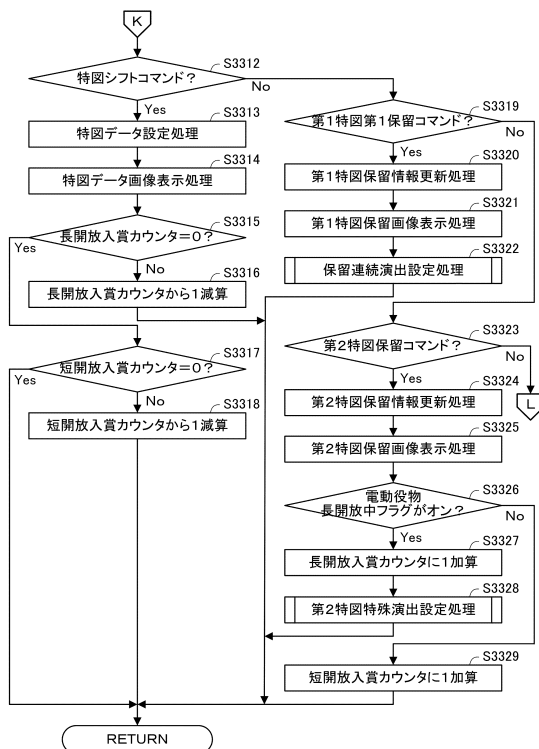 K
S3312
特図シフトコマンド？
No
Yes
S3313
特図データ設定処理
S3314
特図データ画像表示処理
S3315
長開放入賞カウンタ＝０？
Yes
No
S3316
長開放入賞カウンタから１減算
S3317
短開放入賞カウンタ＝０？
Yes
No
S3318
短開放入賞カウンタから１減算
S3319
第１特図第１保留コマンド？
Yes
No
S3320
第１特図保留情報更新処理
S3321
第１特図保留画像表示処理
S3322
保留連続演出設定処理
S3323
第２特図保留コマンド？
No
Yes
L
S3324
第２特図保留情報更新処理
S3325
第２特図保留画像表示処理
S3326
電動役物
長開放中フラグがオン？
No
Yes
S3327
長開放入賞カウンタに１加算
S3328
第２特図特殊演出設定処理
S3329
短開放入賞カウンタに１加算
RETURN